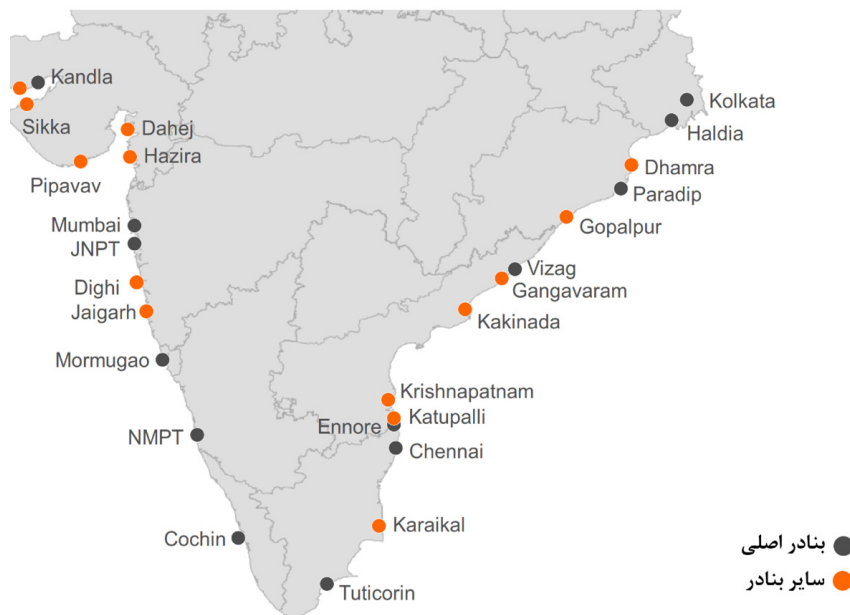 Kandla
Sikka
Dahej
Hazira
Pipavav
Mumbai
JNPT
Dighi
Jaigarh
Mormugao
NMPT
Cochin
Tuticorin
Karaikal
Chennai
Ennore
Katupalli
Krishnapatnam
Kakinada
Gangavaram
Vizag
Gopalpur
Paradip
Dhamra
Haldia
Kolkata
بنادر اصلی
سایر بنادر